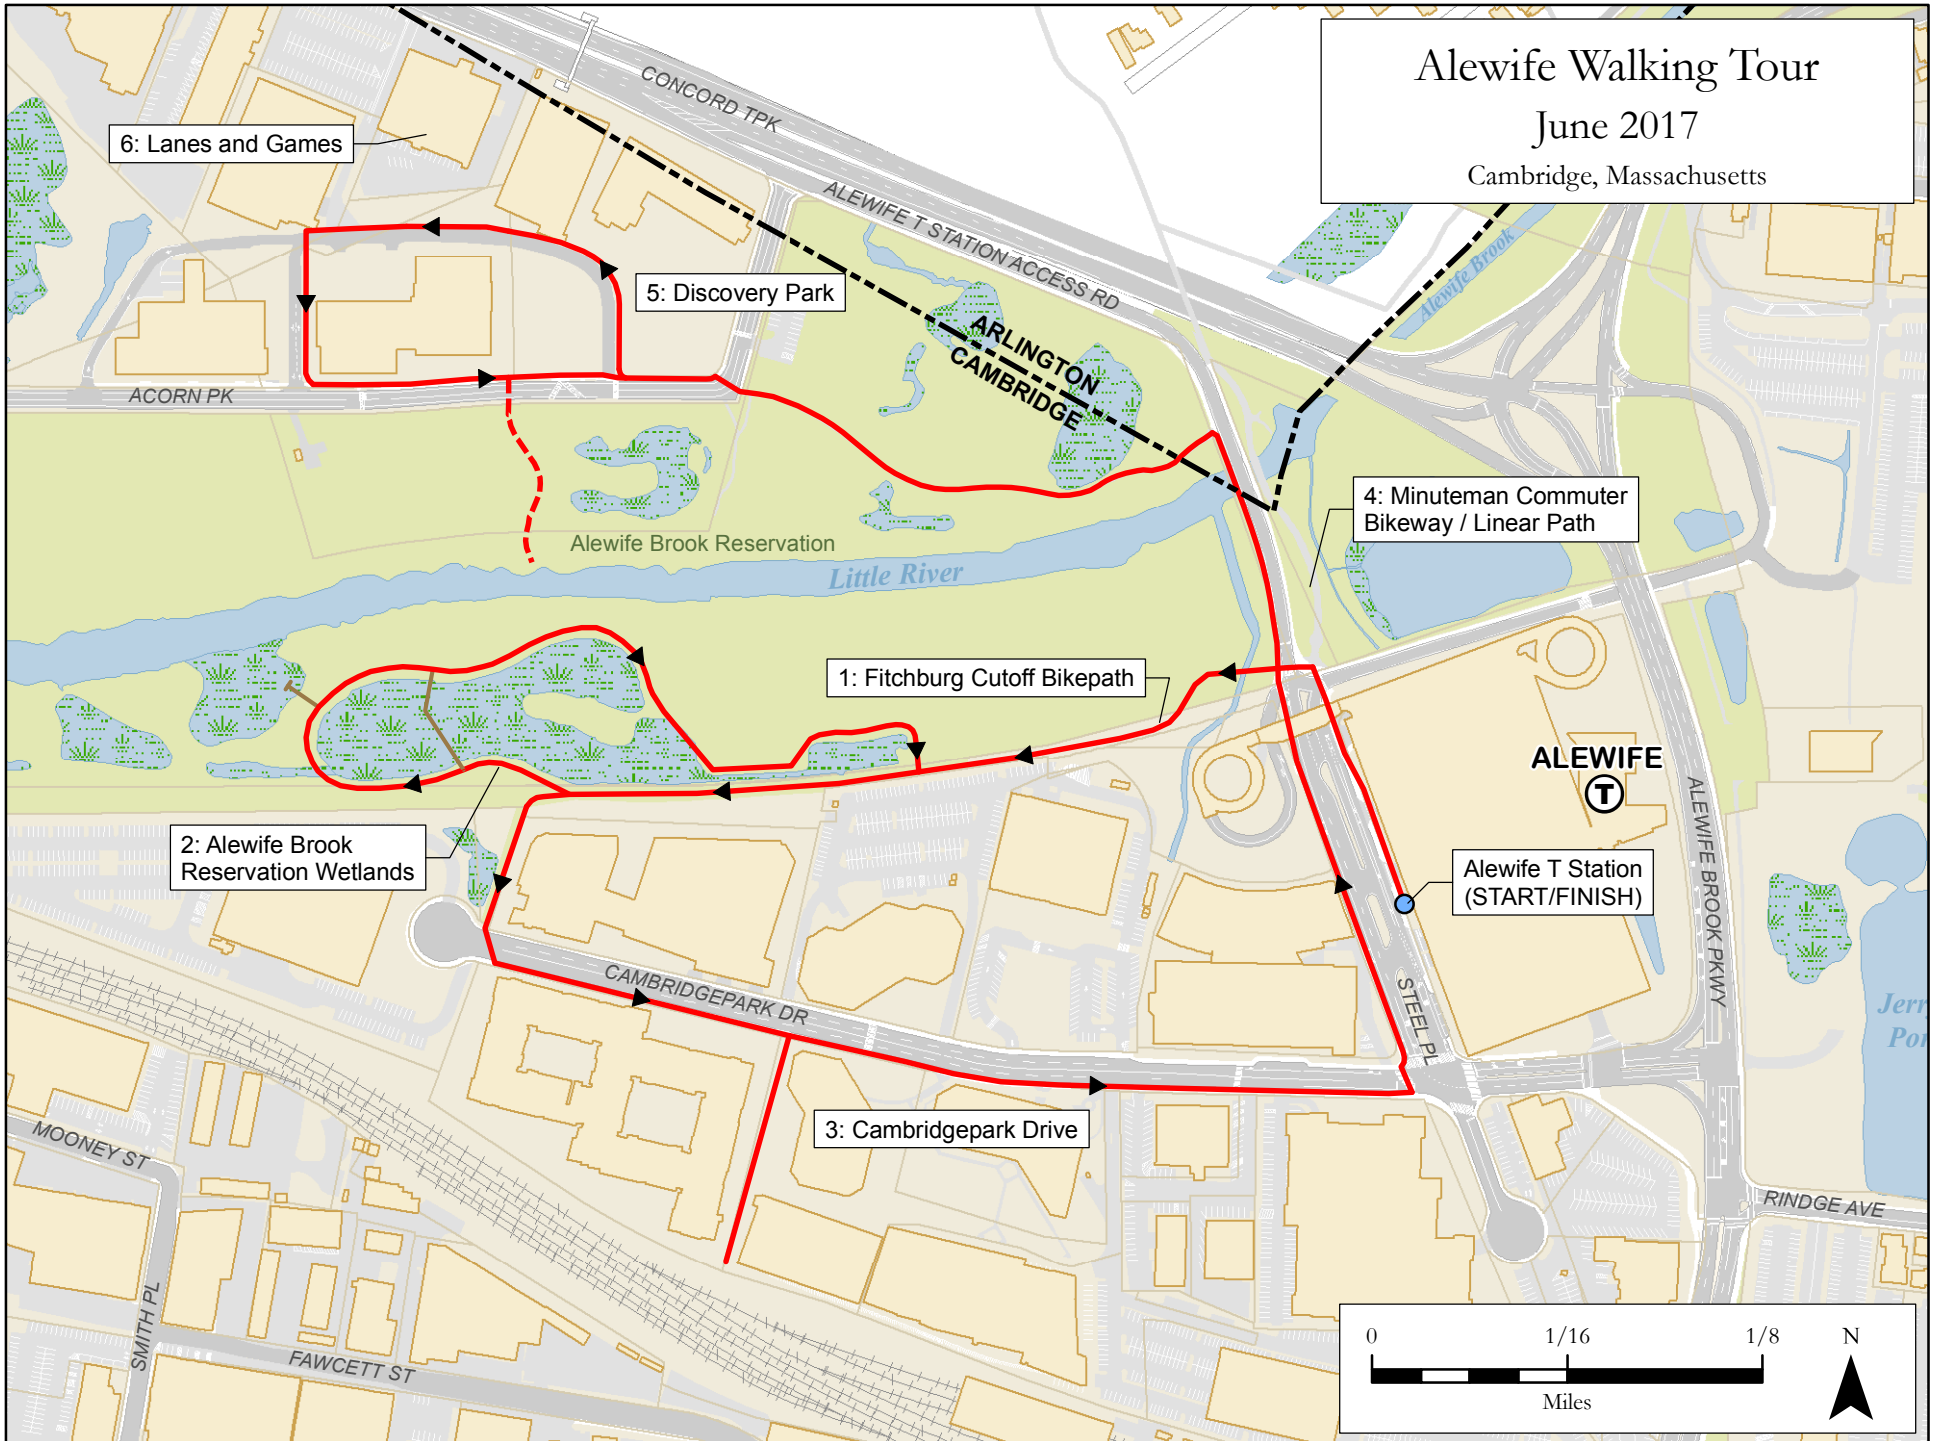 Alewife Walking Tour
June 2017
Cambridge, Massachusetts
CONCORD TPK
6: Lanes and Games
ALEWIFE T STATION ACCESS RD
Alewife Brook
5: Discovery Park
ARLINGTON
CAMBRIDGE
ACORN PK
4: Minuteman Commuter
Bikeway / Linear Path
Alewife Brook Reservation
Little River
1: Fitchburg Cutoff Bikepath
ALEWIFE
T
ALEWIFE BROOK PKWY
2: Alewife Brook
Reservation Wetlands
Alewife T Station
(START/FINISH)
CAMBRIDGEPARK DR
STEEL PL
Jerr
Pon
3: Cambridgepark Drive
MOONEY ST
RINDGE AVE
SMITH PL
FAWCETT ST
0 1/16 1/8 N
Miles